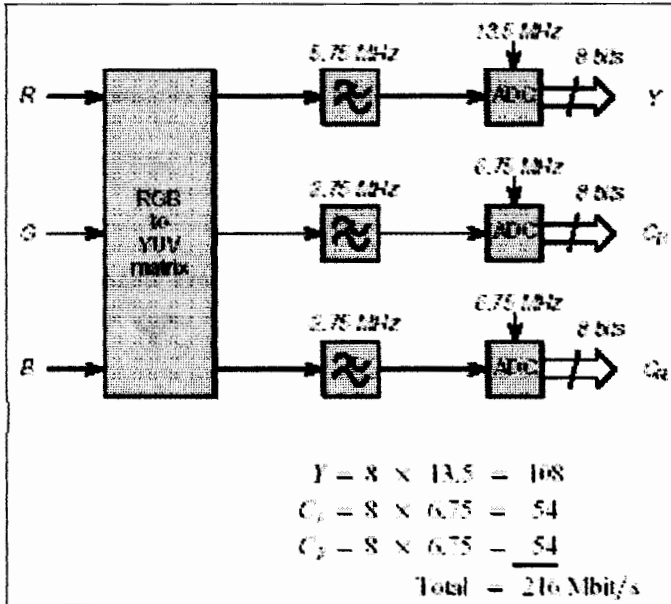 13.5 MHz
5.75 MHz
8 bits
R
ADC
Y
6.75 MHz
2.75 MHz
8 bits
RGB
to
YUV
matrix
G
ADC
6.75 MHz
2.75 MHz
8 bits
B
ADC
C_R
Y = 8 × 13.5 = 108
= 8 × 6.75 = 54
= 8 × 6.75 = 54
Total = 216 Mbit/s